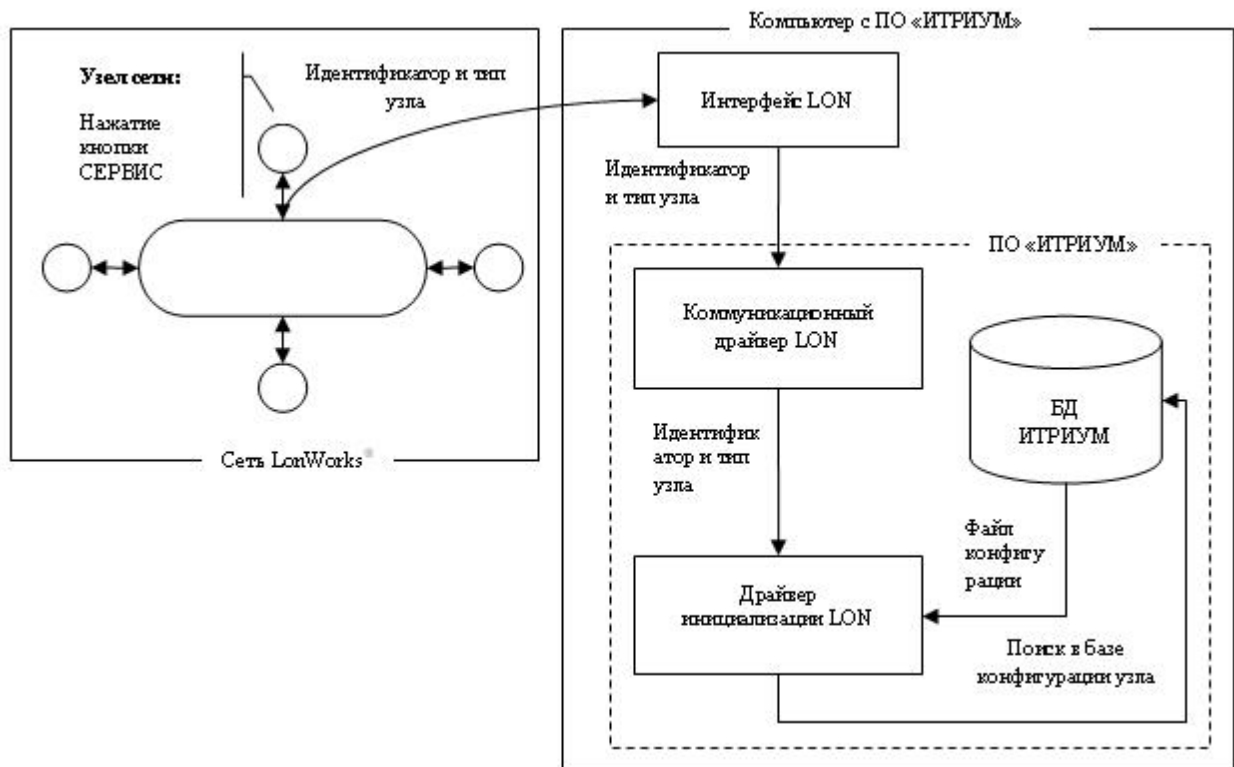 Компьютер с ПО «ИТРИУМ»
Узел сети:
Нажатие
кнопки
СЕРВИС
Идентификатор и тип
узла
Интерфейс LON
Идентификатор
и тип узла
ПО «ИТРИУМ»
Коммуникационный
драйвер LON
БД
ИТРИУМ
Идентифик
атор и тип
узла
Сеть LonWorks®
Файл
конфигу
рации
Драйвер
инициализации LON
Поиск в базе
конфигурации узла